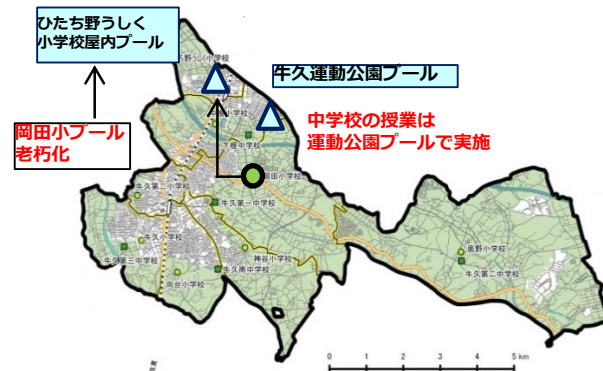 ひたち野うしく
小学校屋内プール
牛久運動公園プール
岡田小プール
老朽化
中学校の授業は
運動公園プールで実施
下根中学校
岡田小学校
牛久第二小学校
牛久第一中学校
牛久小学校
神谷小学校
牛久第三中学校
牛久南中学校
向台小学校
奥野小学校
牛久第二中学校
0 1 2 3 4 5 km